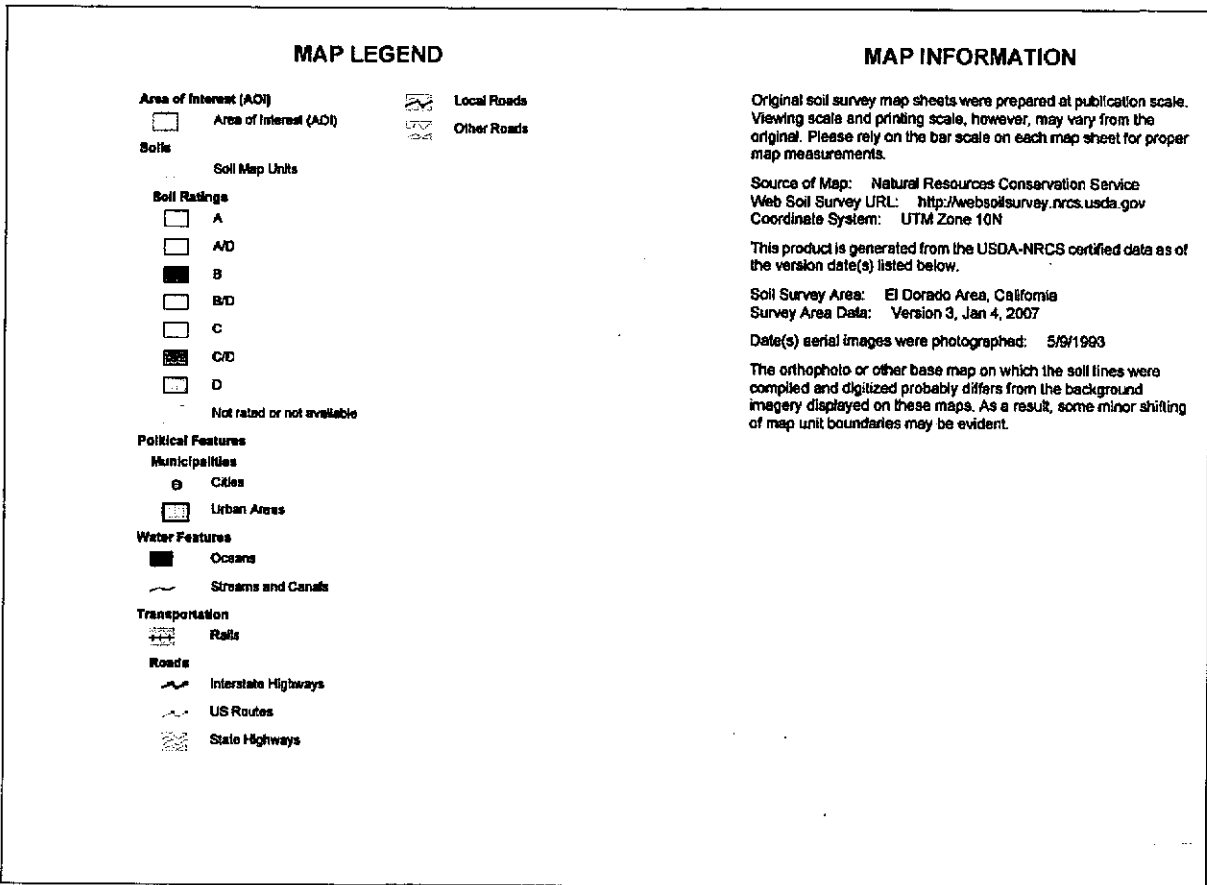 MAP LEGEND
Area of Interest (AOI)
Area of Interest (AOI)
Soils
Soil Map Units
Soil Ratings
A
A/D
B
B/D
C
C/D
D
Not rated or not available
Political Features
Municipalities
Cities
Urban Areas
Water Features
Oceans
Streams and Canals
Transportation
Rails
Roads
Interstate Highways
US Routes
State Highways
Local Roads
Other Roads
MAP INFORMATION
Original soil survey map sheets were prepared at publication scale.
Viewing scale and printing scale, however, may vary from the
original. Please rely on the bar scale on each map sheet for proper
map measurements.
Source of Map: Natural Resources Conservation Service
Web Soil Survey URL: http://websoilsurvey.nrcs.usda.gov
Coordinate System: UTM Zone 10N
This product is generated from the USDA-NRCS certified data as of
the version date(s) listed below.
Soil Survey Area: El Dorado Area, California
Survey Area Data: Version 3, Jan 4, 2007
Date(s) aerial images were photographed: 5/9/1993
The orthophoto or other base map on which the soil lines were
compiled and digitized probably differs from the background
imagery displayed on these maps. As a result, some minor shifting
of map unit boundaries may be evident.